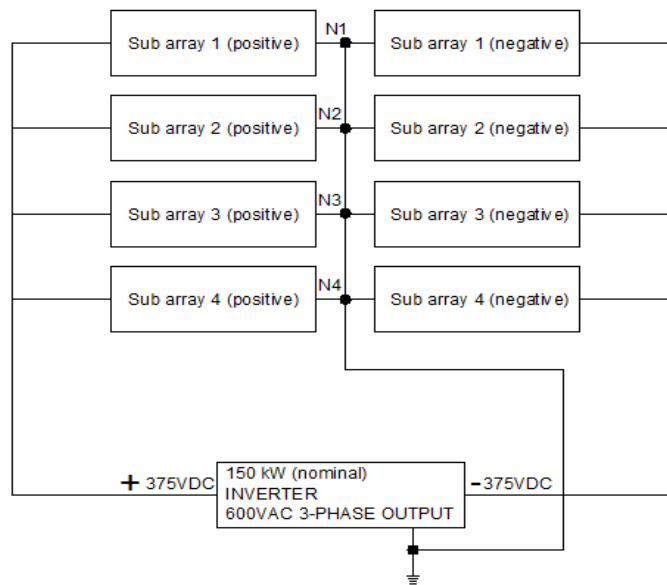 N1
Sub array 1 (positive)
Sub array 1 (negative)
N2
Sub array 2 (positive)
Sub array 2 (negative)
N3
Sub array 3 (positive)
Sub array 3 (negative)
N4
Sub array 4 (positive)
Sub array 4 (negative)
+ 375VDC
150 kW (nominal)
INVERTER
600VAC 3-PHASE OUTPUT
-375VDC